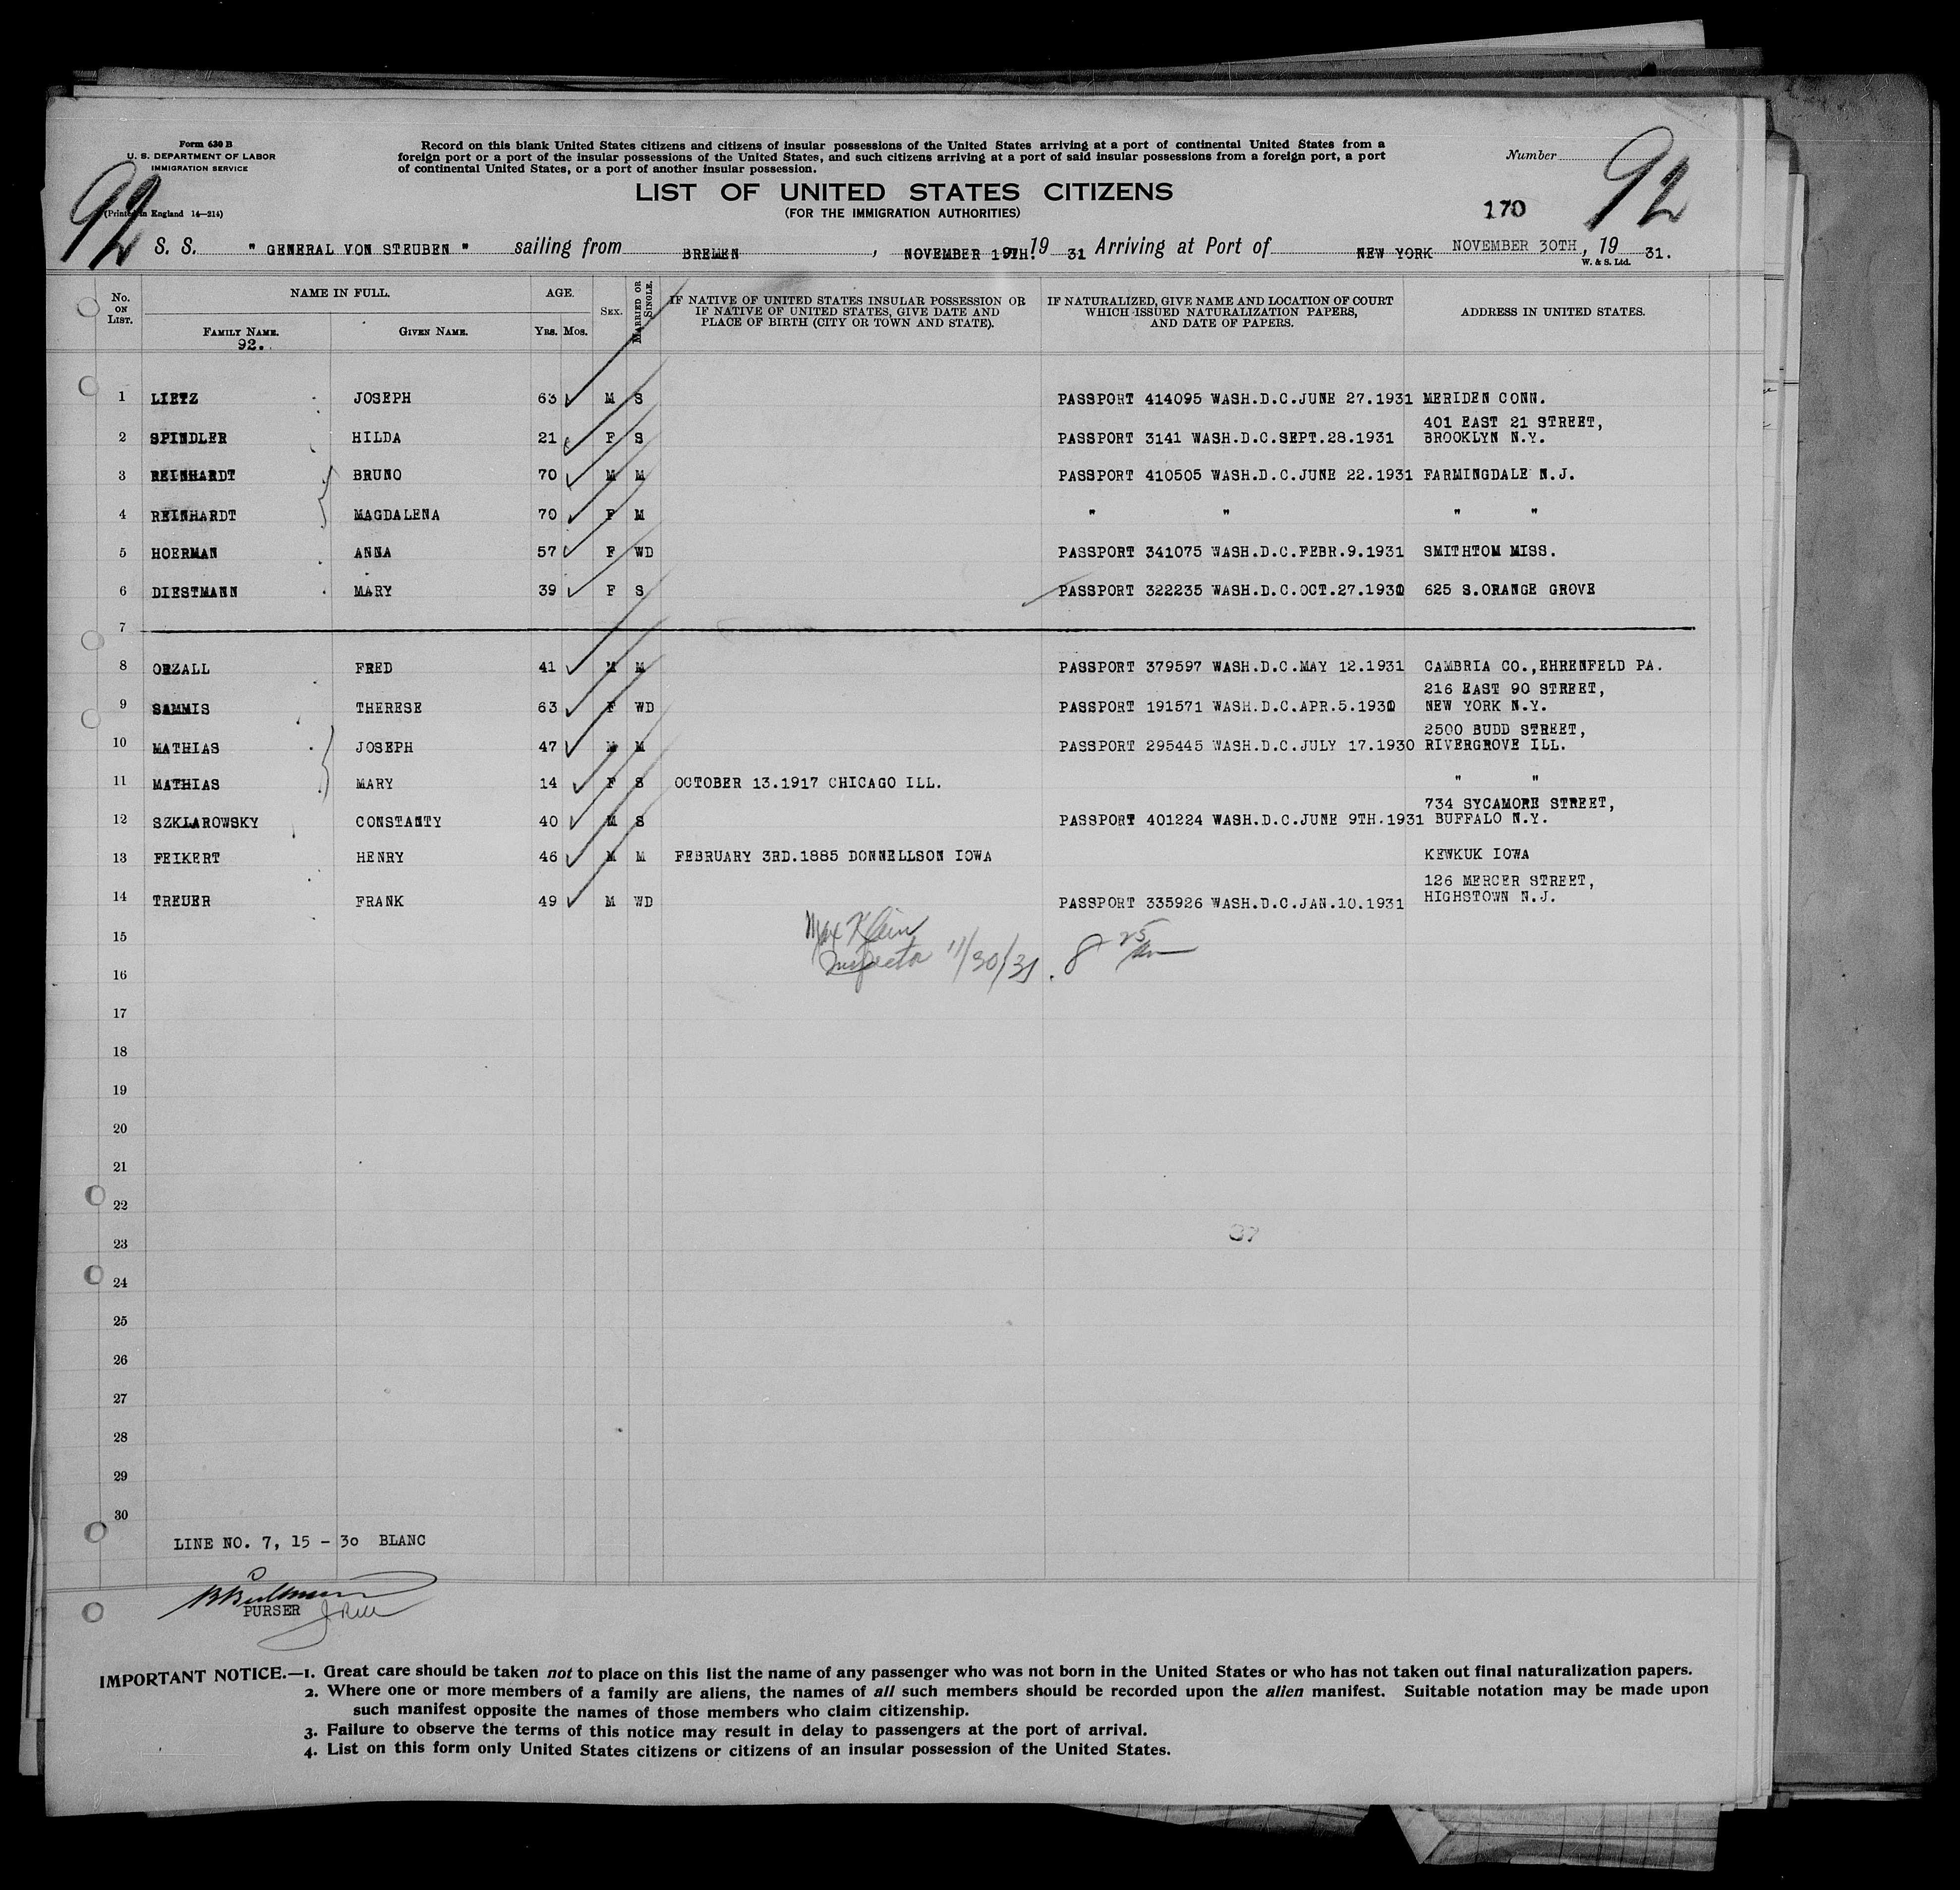 Form 630 B
U. S. DEPARTMENT OF LABOR
IMMIGRATION SERVICE
(Printed in England 14—214)
92
Record on this blank United States citizens and citizens of insular possessions of the United States arriving at a port of continental United States from a
foreign port or a port of the insular possessions of the United States, and such citizens arriving at a port of said insular possessions from a foreign port, a port
of continental United States, or a port of another insular possession.
LIST OF UNITED STATES CITIZENS
(FOR THE IMMIGRATION AUTHORITIES)
Number
92
170
S. S. " GENERAL VON STEUBEN " sailing from BREMEN , NOVEMBER 19TH. 19 31 Arriving at Port of NEW YORK NOVEMBER 30TH , 19 31.
W. & S. Ltd.
No. ON LIST. NAME IN FULL. AGE. SEX. MARRIED OR SINGLE. IF NATIVE OF UNITED STATES INSULAR POSSESSION OR IF NATIVE OF UNITED STATES, GIVE DATE AND PLACE OF BIRTH (CITY OR TOWN AND STATE). IF NATURALIZED, GIVE NAME AND LOCATION OF COURT WHICH ISSUED NATURALIZATION PAPERS, AND DATE OF PAPERS. ADDRESS IN UNITED STATES.
FAMILY NAME. GIVEN NAME. YRS. MOS.
92.
1 LIETZ JOSEPH 63 M S PASSPORT 414095 WASH.D.C.JUNE 27.1931 MERIDEN CONN.
401 EAST 21 STREET,
2 SPINDLER HILDA 21 F S PASSPORT 3141 WASH.D.C.SEPT.28.1931 BROOKLYN N.Y.
3 REINHARDT BRUNO 70 M M PASSPORT 410505 WASH.D.C.JUNE 22.1931 FARMINGDALE N.J.
4 REINHARDT MAGDALENA 70 F M " " " "
5 HOERMAN ANNA 57 F WD PASSPORT 341075 WASH.D.C.FEBR.9.1931 SMITHTOM MISS.
6 DIESTMANN MARY 39 F S PASSPORT 322235 WASH.D.C.OCT.27.1930 625 S.ORANGE GROVE
7
8 ORZALL FRED 41 M M PASSPORT 379597 WASH.D.C.MAY 12.1931 CAMBRIA CO.,EHRENFELD PA.
216 EAST 90 STREET,
9 SAMMIS THERESE 63 F WD PASSPORT 191571 WASH.D.C.APR.5.1930 NEW YORK N.Y.
2500 BUDD STREET,
10 MATHIAS JOSEPH 47 M M PASSPORT 295445 WASH.D.C.JULY 17.1930 RIVERGROVE ILL.
11 MATHIAS MARY 14 F S OCTOBER 13.1917 CHICAGO ILL. " "
734 SYCAMORE STREET,
12 SZKLAROWSKY CONSTANTY 40 M S PASSPORT 401224 WASH.D.C.JUNE 9TH.1931 BUFFALO N.Y.
13 FEIKERT HENRY 46 M M FEBRUARY 3RD.1885 DONNELLSON IOWA KEWKUK IOWA
126 MERCER STREET,
14 TREUER FRANK 49 M WD PASSPORT 335926 WASH.D.C.JAN.10.1931 HIGHSTOWN N.J.
15 Max Klein
16 Inspector 11/30/31. 8 25
17
18
19
20
21
22
23
24
25
26
27
28
29
30
LINE NO. 7, 15 - 30 BLANC
PURSER
IMPORTANT NOTICE.—1. Great care should be taken not to place on this list the name of any passenger who was not born in the United States or who has not taken out final naturalization papers.
2. Where one or more members of a family are aliens, the names of all such members should be recorded upon the alien manifest. Suitable notation may be made upon
such manifest opposite the names of those members who claim citizenship.
3. Failure to observe the terms of this notice may result in delay to passengers at the port of arrival.
4. List on this form only United States citizens or citizens of an insular possession of the United States.